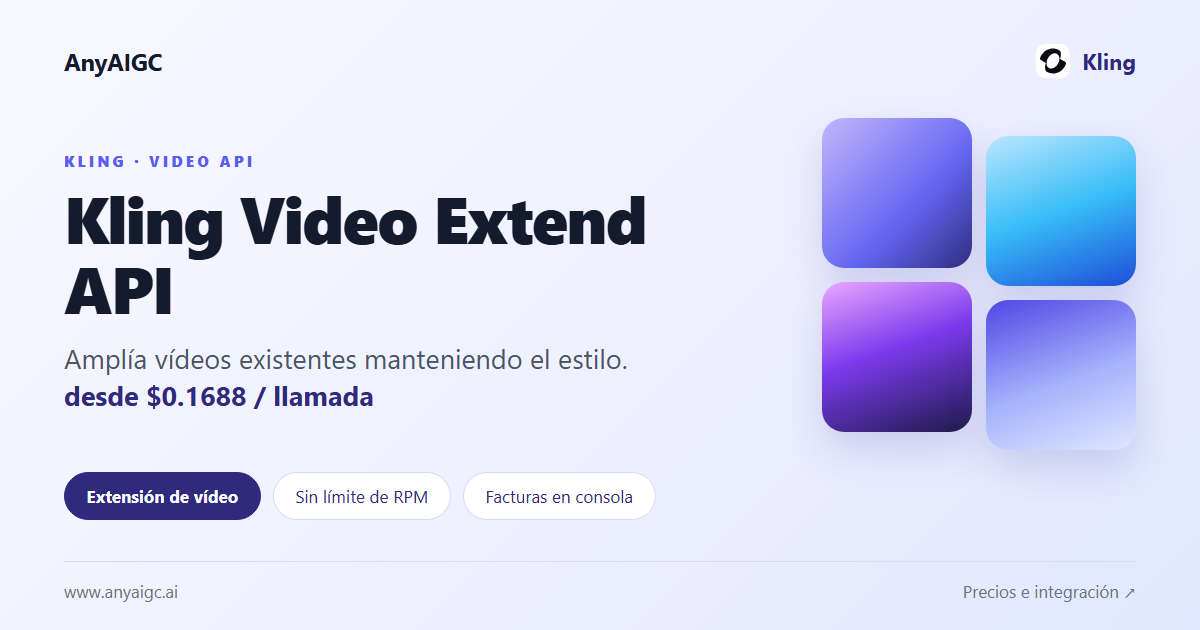 AnyAIGC
Kling
KLING · VIDEO API
Kling Video Extend
API
Amplía vídeos existentes manteniendo el estilo.
desde $0.1688 / llamada
Extensión de vídeo
Sin límite de RPM
Facturas en consola
www.anyaigc.ai
Precios e integración ↗